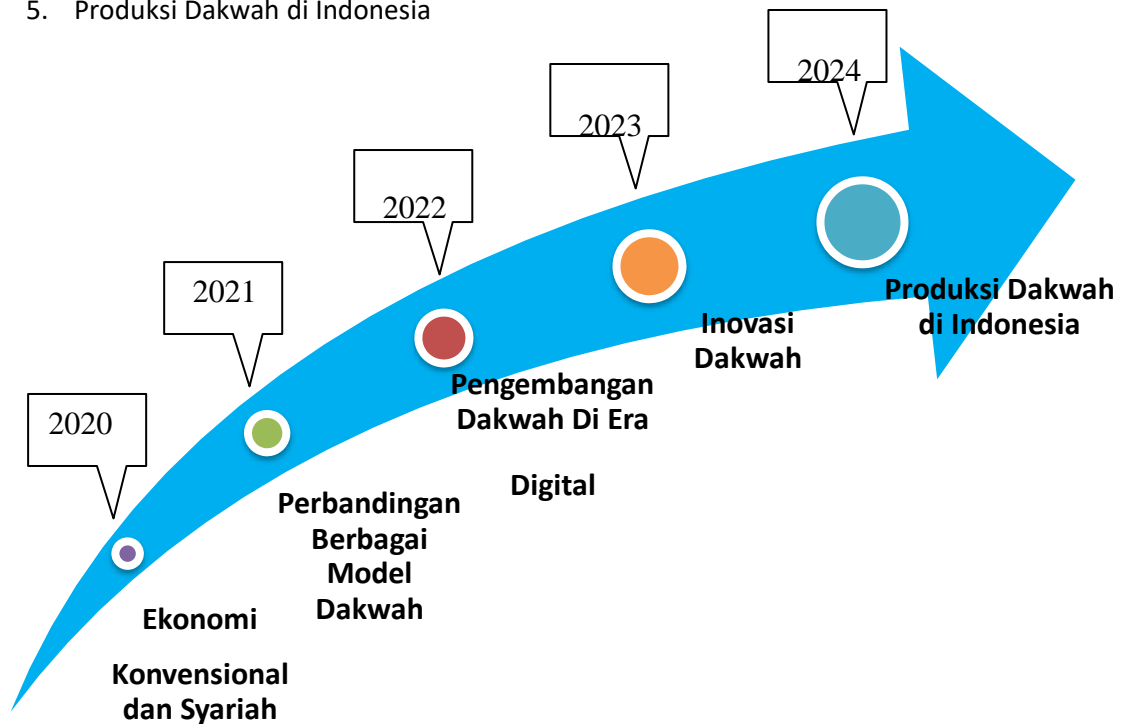 5. Produksi Dakwah di Indonesia
2024
2023
2022
2021
2020
Produksi Dakwah
di Indonesia
Inovasi
Dakwah
Pengembangan
Dakwah Di Era
Digital
Perbandingan
Berbagai
Model
Dakwah
Ekonomi
Konvensional
dan Syariah